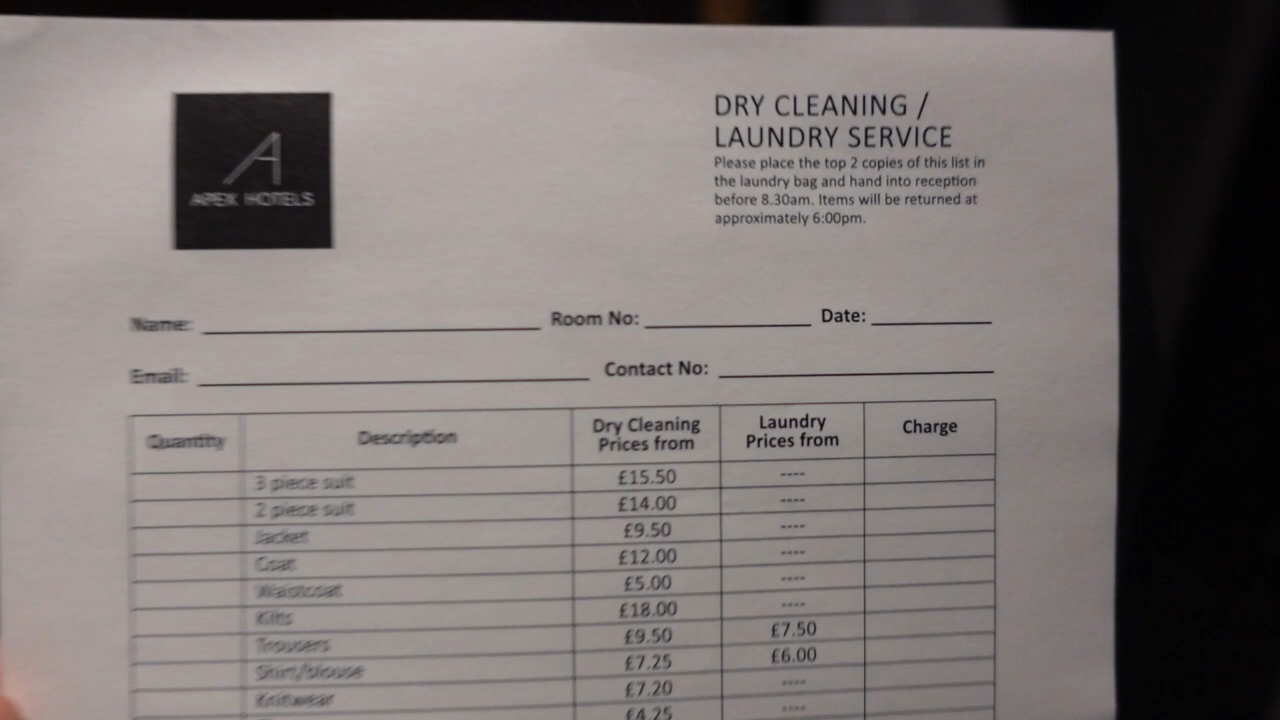 A
APEX HOTELS
DRY CLEANING /
LAUNDRY SERVICE
Please place the top 2 copies of this list in
the laundry bag and hand into reception
before 8.30am. Items will be returned at
approximately 6:00pm.
Name: Room No: Date:
Email: Contact No:
Quantity Description Dry Cleaning Prices from Laundry Prices from Charge
3 piece suit £15.50 ----
2 piece suit £14.00 ----
Jacket £9.50 ----
Coat £12.00 ----
Waistcoat £5.00 ----
Kilts £18.00 ----
Trousers £9.50 £7.50
Shirt/blouse £7.25 £6.00
Knitwear £7.20 ----
£4.25 ----